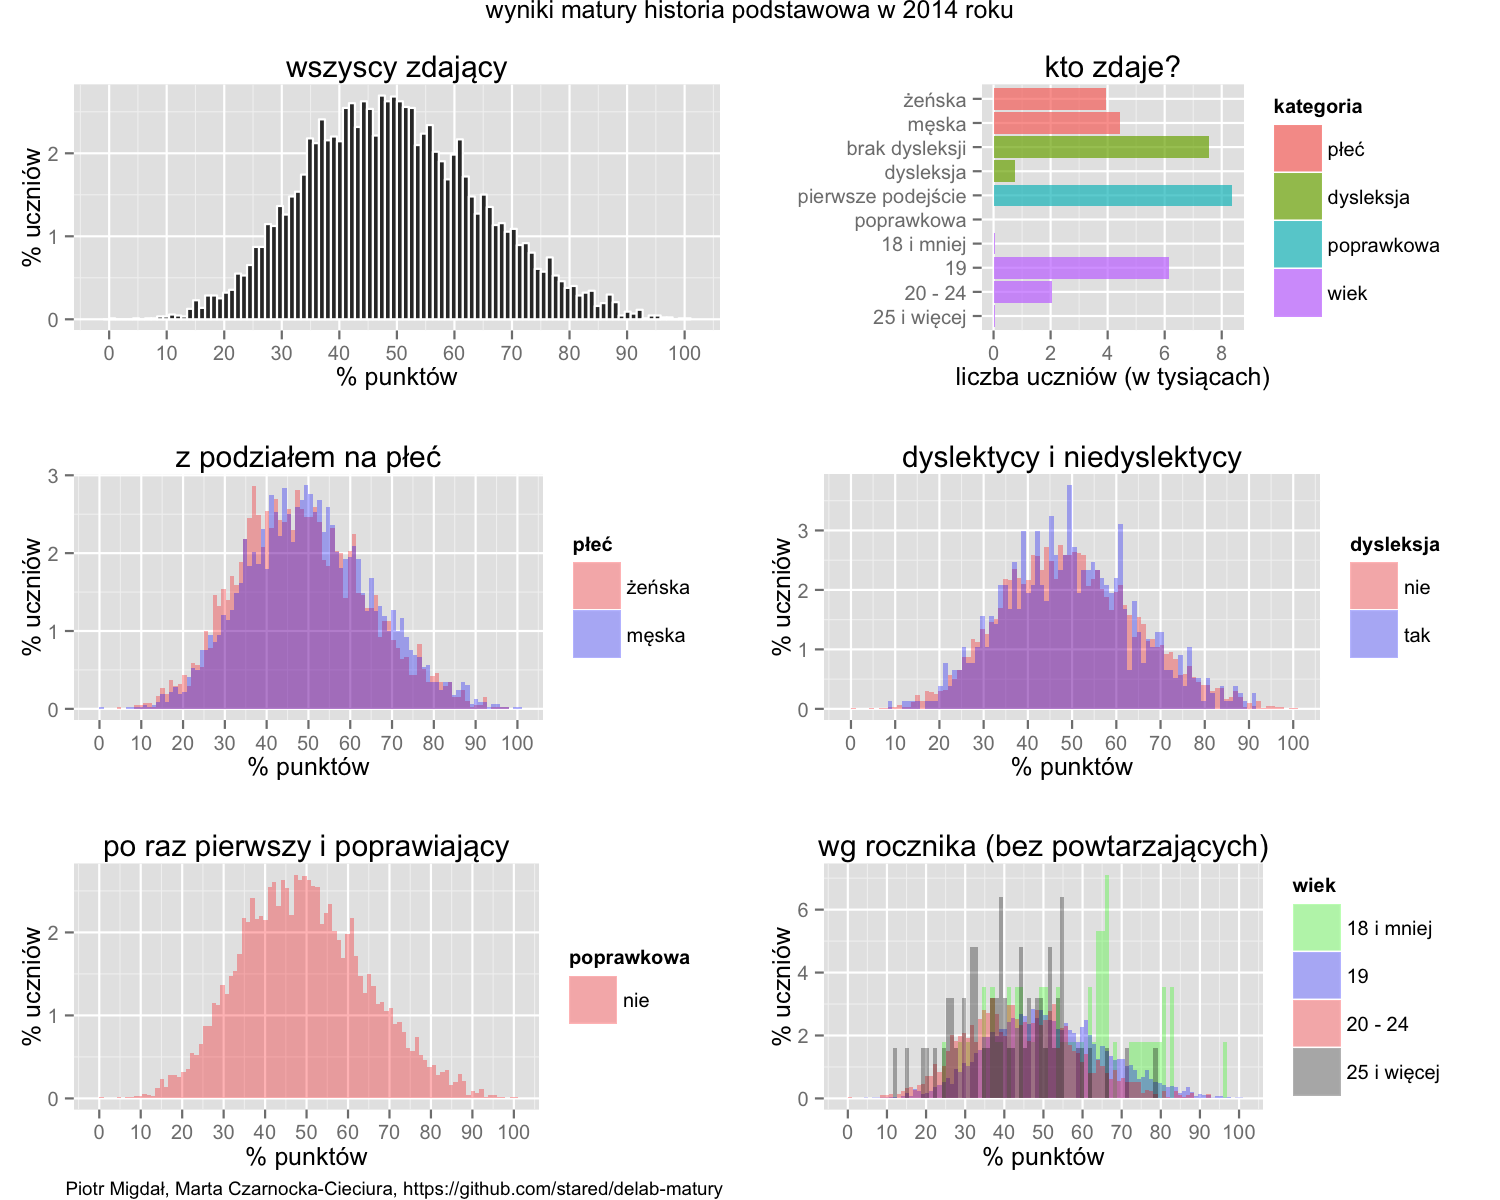 wyniki matury historia podstawowa w 2014 roku
wszyscy zdający
% uczniów
2
1
0
0 10 20 30 40 50 60 70 80 90 100
% punktów
kto zdaje?
żeńska
męska
brak dysleksji
dysleksja
pierwsze podejście
poprawkowa
18 i mniej
19
20 - 24
25 i więcej
0 2 4 6 8
liczba uczniów (w tysiącach)
kategoria
płeć
dysleksja
poprawkowa
wiek
z podziałem na płeć
% uczniów
3
2
1
0
0 10 20 30 40 50 60 70 80 90 100
% punktów
płeć
żeńska
męska
dyslektycy i niedyslektycy
% uczniów
3
2
1
0
0 10 20 30 40 50 60 70 80 90 100
% punktów
dysleksja
nie
tak
po raz pierwszy i poprawiający
% uczniów
2
1
0
0 10 20 30 40 50 60 70 80 90 100
% punktów
poprawkowa
nie
wg rocznika (bez powtarzających)
% uczniów
6
4
2
0
0 10 20 30 40 50 60 70 80 90 100
% punktów
wiek
18 i mniej
19
20 - 24
25 i więcej
Piotr Migdał, Marta Czarnocka-Cieciura, https://github.com/stared/delab-matury